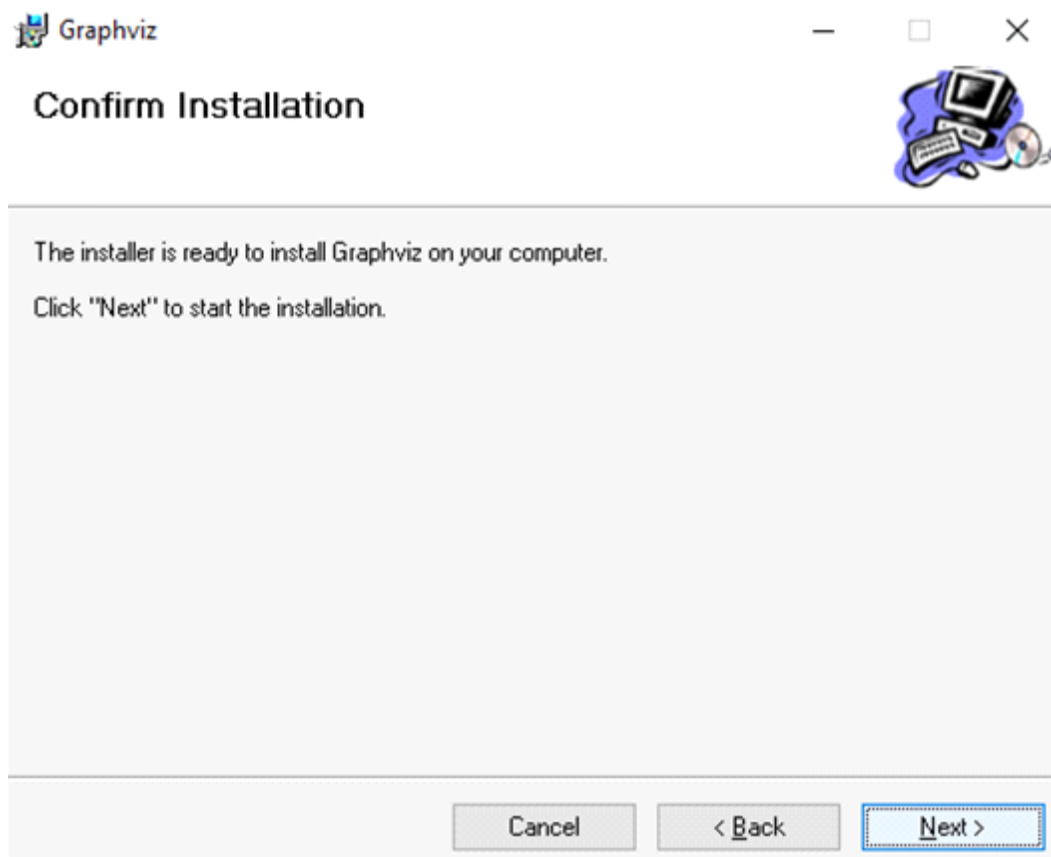 Graphviz
Confirm Installation
The installer is ready to install Graphviz on your computer.
Click "Next" to start the installation.
Cancel
< Back
Next >